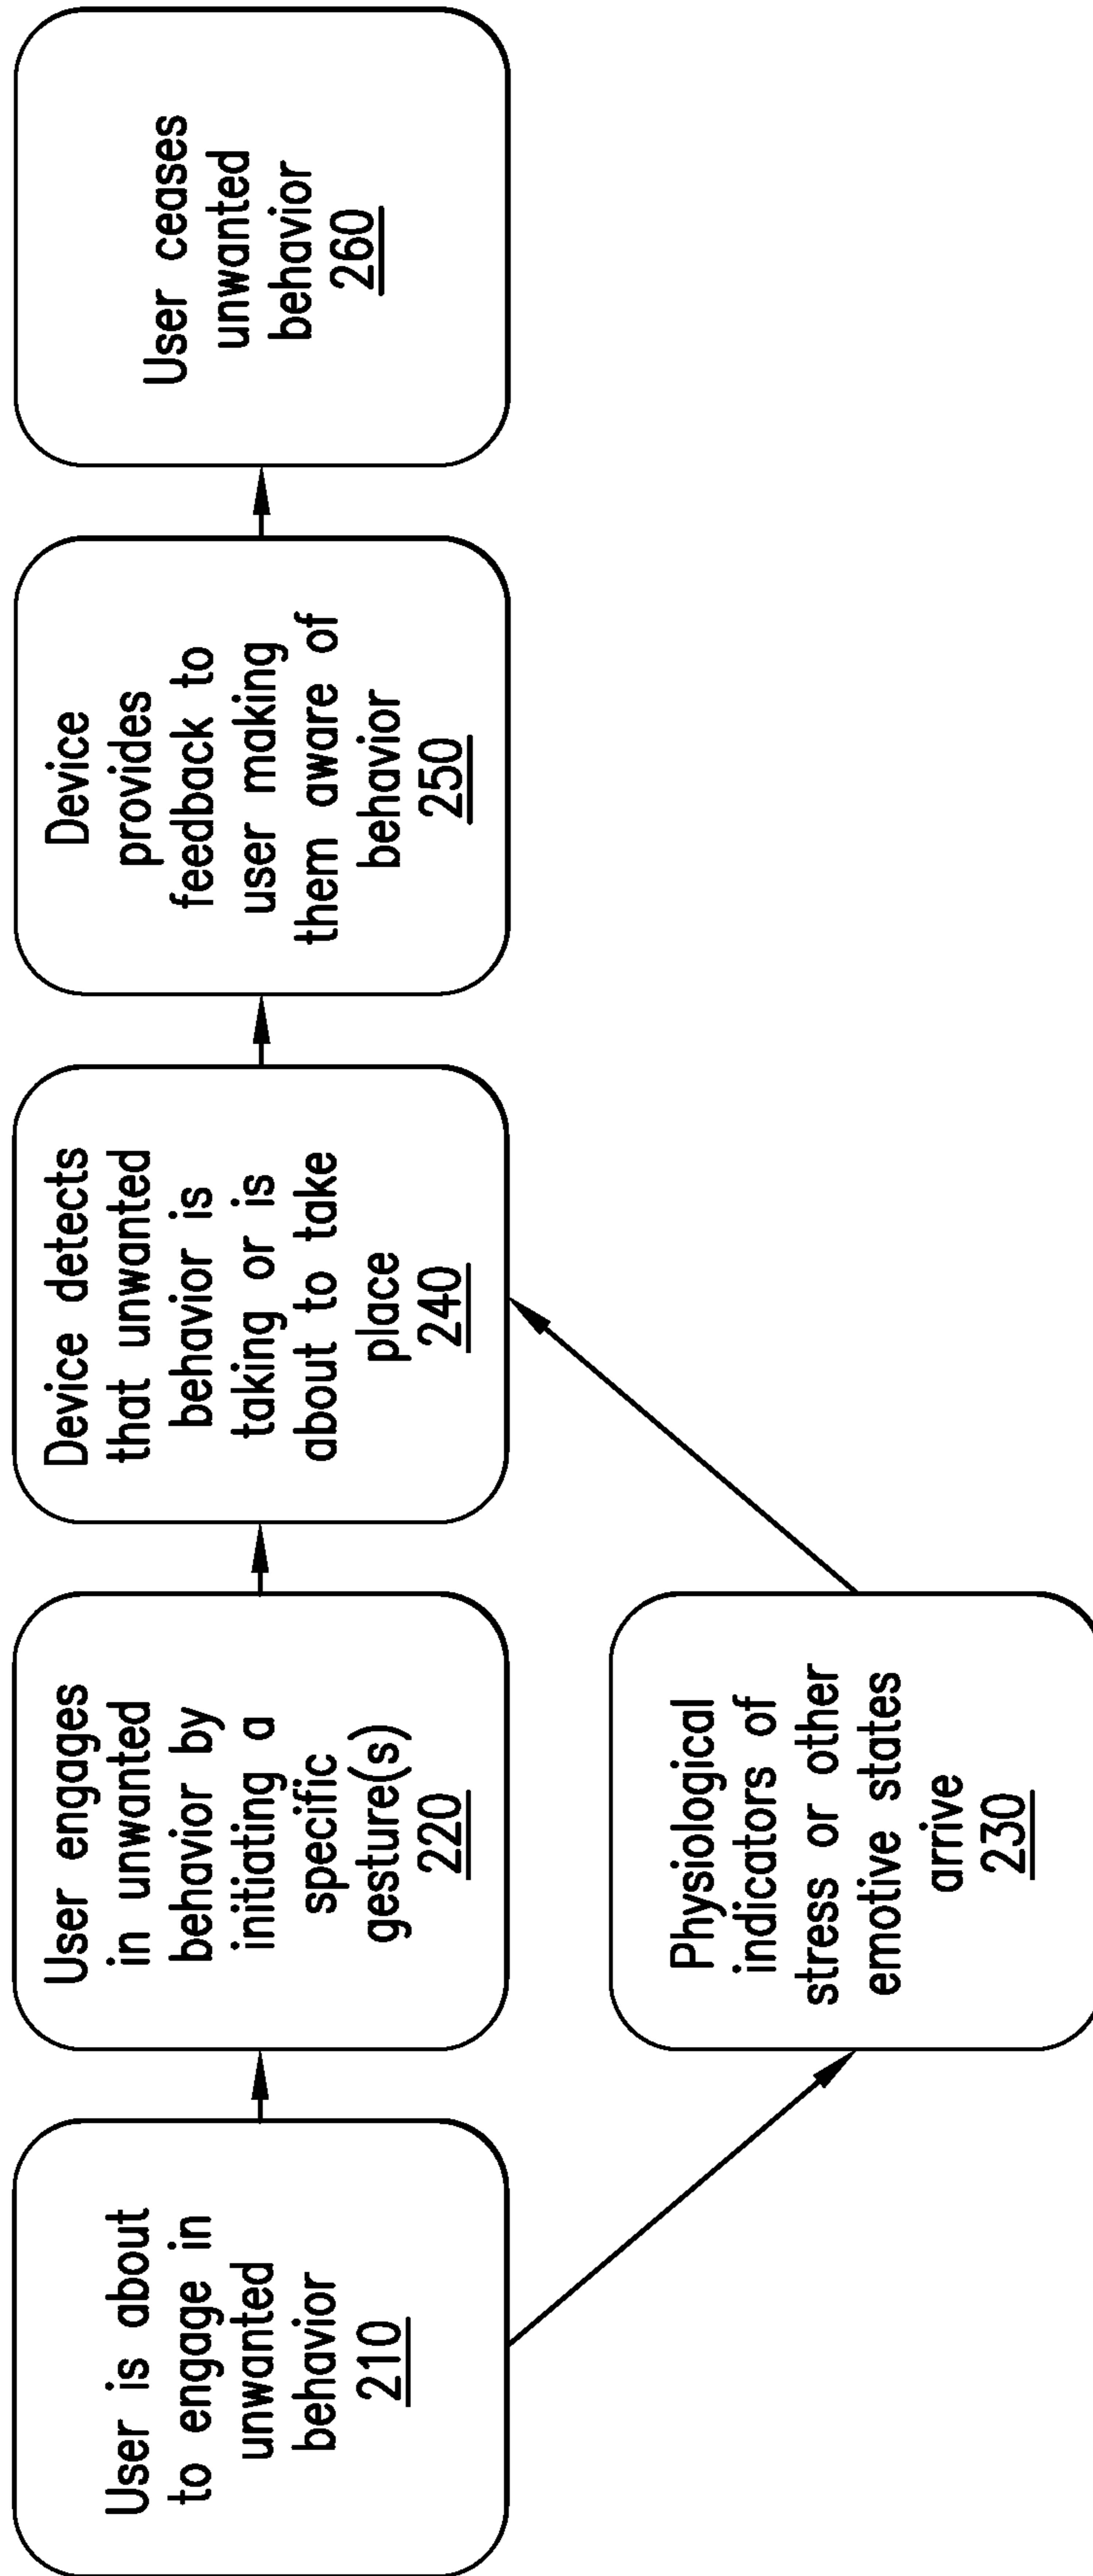 User is about
to engage in
unwanted
behavior
210
User engages
in unwanted
behavior by
initiating a
specific
gesture(s)
220
Physiological
indicators of
stress or other
emotive states
arrive
230
Device detects
that unwanted
behavior is
taking or is
about to take
place
240
Device
provides
feedback to
user making
them aware of
behavior
250
User ceases
unwanted
behavior
260